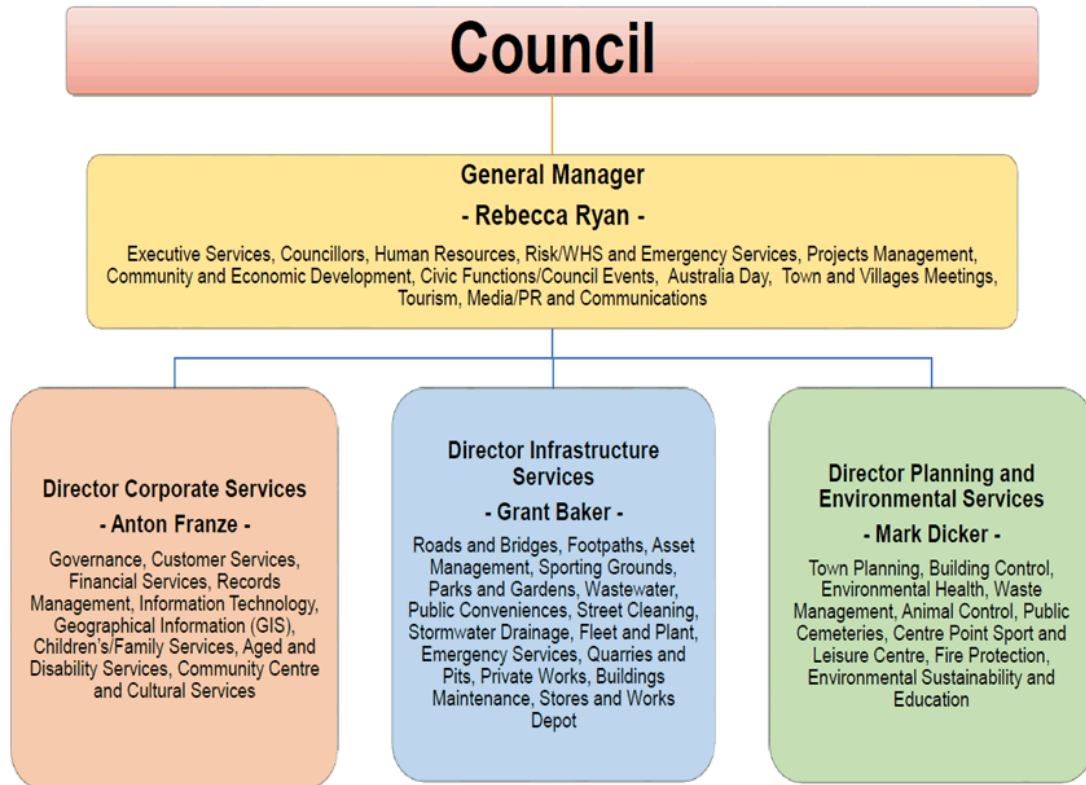 Council
General Manager
- Rebecca Ryan -
Executive Services, Councillors, Human Resources, Risk/WHS and Emergency Services, Projects Management,
Community and Economic Development, Civic Functions/Council Events, Australia Day, Town and Villages Meetings,
Tourism, Media/PR and Communications
Director Corporate Services
- Anton Franze -
Governance, Customer Services,
Financial Services, Records
Management, Information Technology,
Geographical Information (GIS),
Children's/Family Services, Aged and
Disability Services, Community Centre
and Cultural Services
Director Infrastructure
Services
- Grant Baker -
Roads and Bridges, Footpaths, Asset
Management, Sporting Grounds,
Parks and Gardens, Wastewater,
Public Conveniences, Street Cleaning,
Stormwater Drainage, Fleet and Plant,
Emergency Services, Quarries and
Pits, Private Works, Buildings
Maintenance, Stores and Works
Depot
Director Planning and
Environmental Services
- Mark Dicker -
Town Planning, Building Control,
Environmental Health, Waste
Management, Animal Control, Public
Cemeteries, Centre Point Sport and
Leisure Centre, Fire Protection,
Environmental Sustainability and
Education